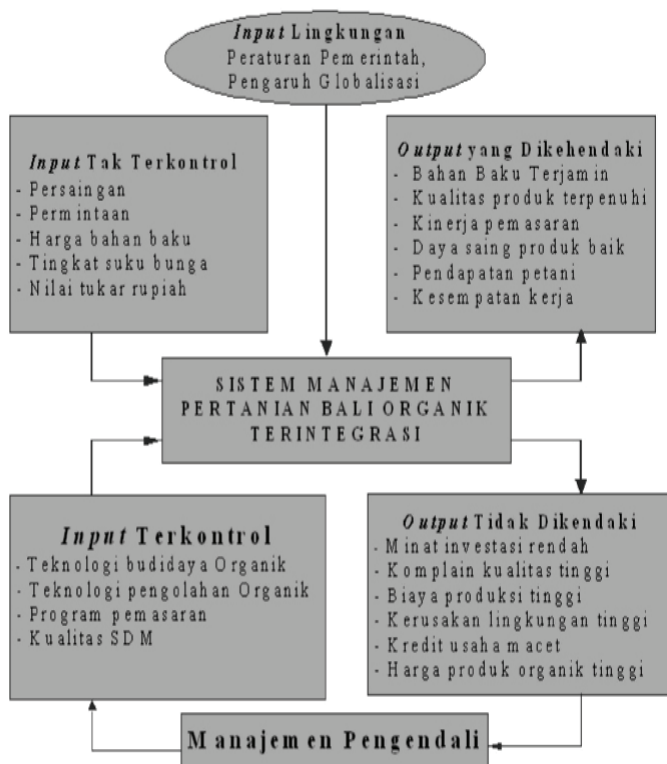 Input Lingkungan
Peraturan Pemerintah,
Pengaruh Globalisasi
Input Tak Terkontrol
- Persaingan
- Permintaan
- Harga bahan baku
- Tingkat suku bunga
- Nilai tukar rupiah
Output yang Dikehendaki
- Bahan Baku Terjamin
- Kualitas produk terpenuhi
- Kinerja pemasaran
- Daya saing produk baik
- Pendapatan petani
- Kesempatan kerja
SISTEM MANAJEMEN
PERTANIAN BALI ORGANIK
TERINTEGRASI
Input Terkontrol
- Teknologi budidaya Organik
- Teknologi pengolahan Organik
- Program pemasaran
- Kualitas SDM
Output Tidak Dikendaki
- Minat investasi rendah
- Komplain kualitas tinggi
- Biaya produksi tinggi
- Kerusakan lingkungan tinggi
- Kredit usaha macet
- Harga produk organik tinggi
Manajemen Pengendali